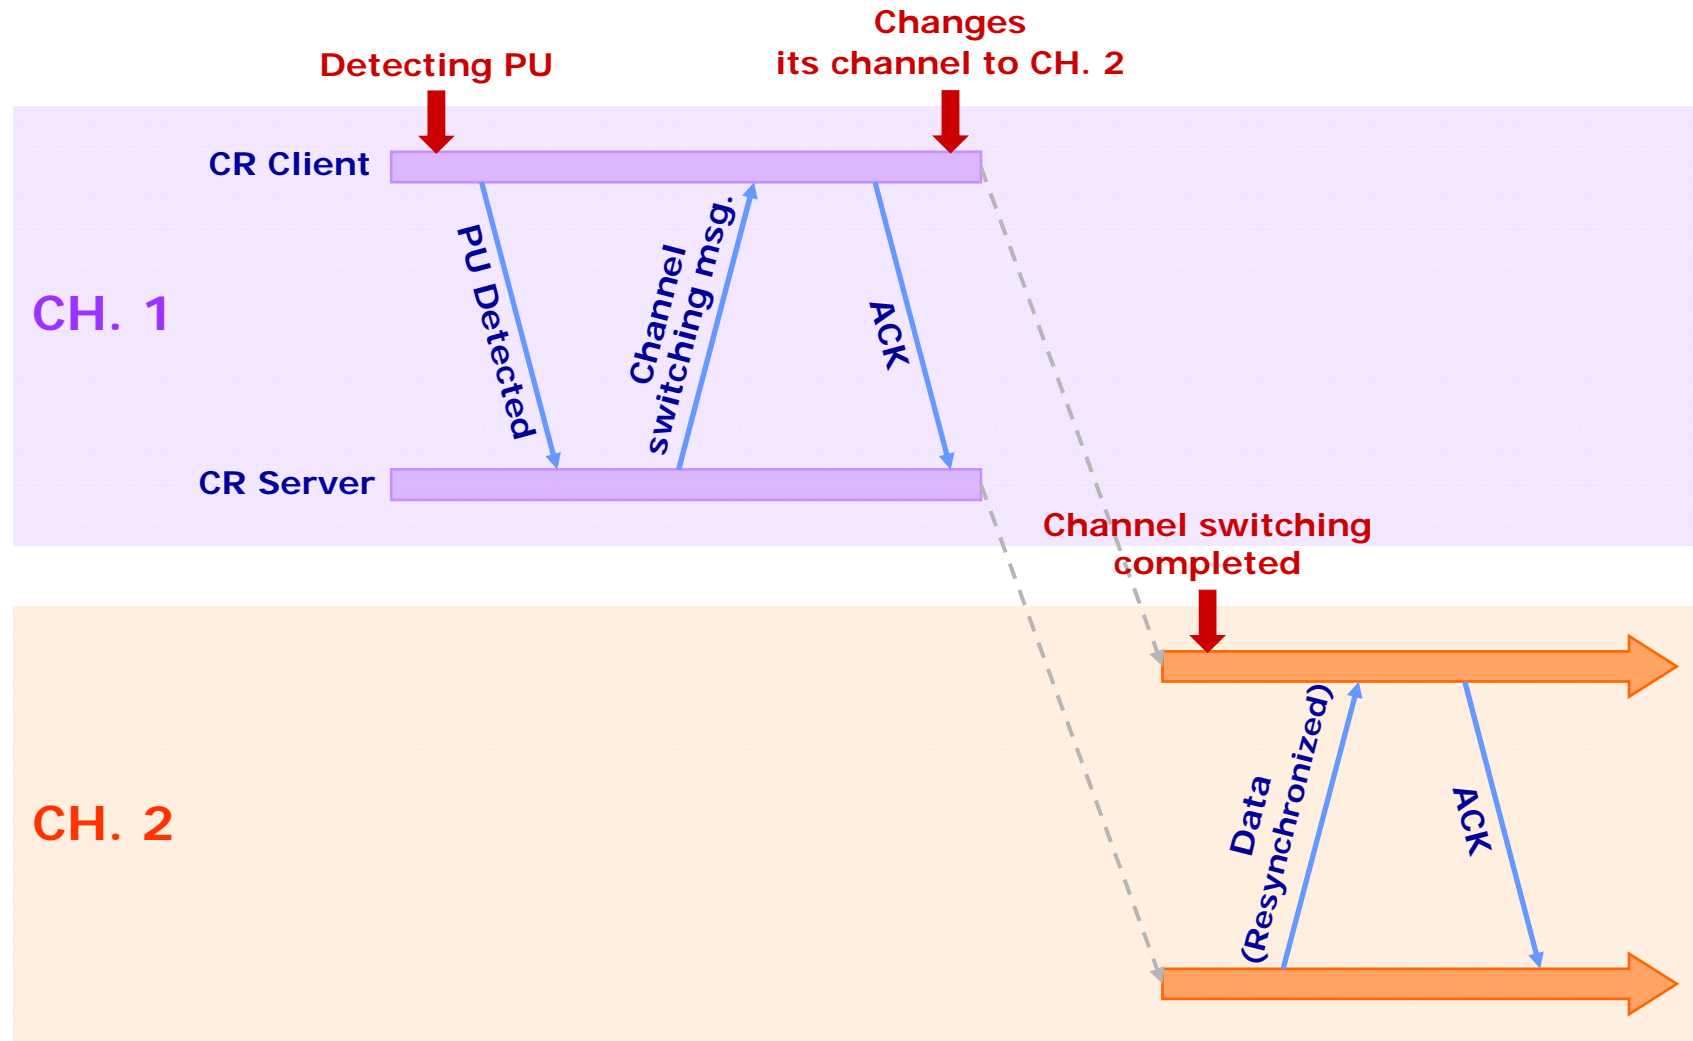 Changes
its channel to CH. 2
Detecting PU
CR Client
PU Detected
Channel
switching msg.
ACK
CH. 1
CR Server
Channel switching
completed
CH. 2
Data
(Resynchronized)
ACK